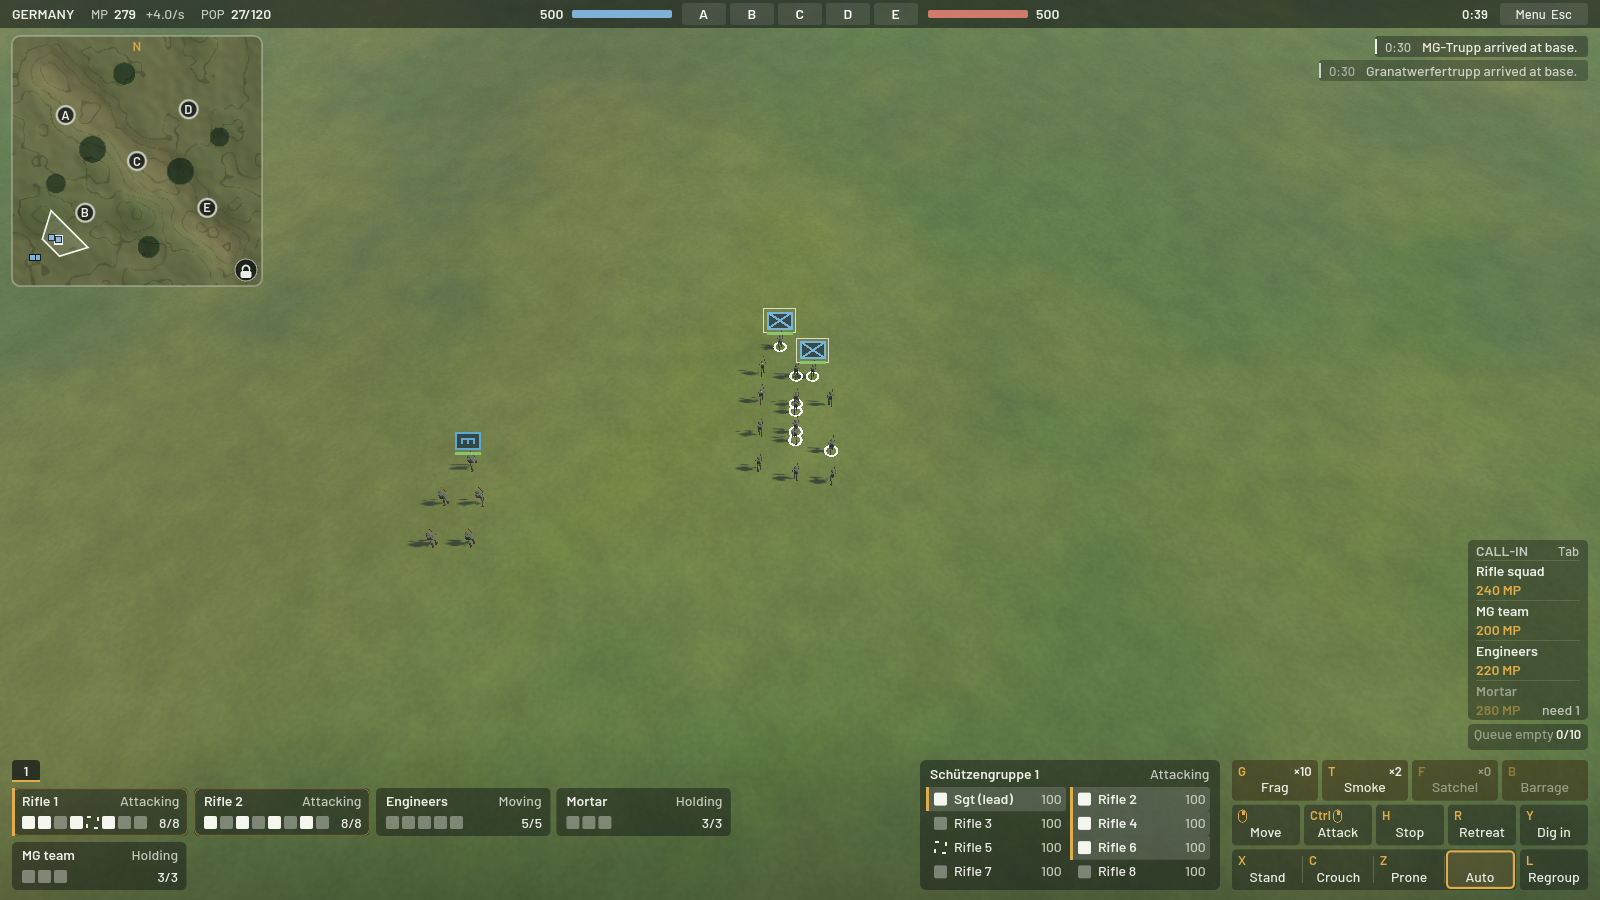 GERMANY MP 279 +4.0/s POP 27/120
500 A B C D E 500
0:39 Menu Esc
N
A
D
C
B
E
0:30 MG-Trupp arrived at base.
0:30 Granatwerfertrupp arrived at base.
CALL-IN Tab
Rifle squad
240 MP
MG team
200 MP
Engineers
220 MP
Mortar
280 MP need 1
Queue empty 0/10
1
Rifle 1 Attacking
8/8
Rifle 2 Attacking
8/8
Engineers Moving
5/5
Mortar Holding
3/3
MG team Holding
3/3
Schützengruppe 1 Attacking
Sgt (lead) 100 Rifle 2 100
Rifle 3 100 Rifle 4 100
Rifle 5 100 Rifle 6 100
Rifle 7 100 Rifle 8 100
G ×10 T ×2 F ×0 B
Frag Smoke Satchel Barrage
Ctrl H R Y
Move Attack Stop Retreat Dig in
X C Z L
Stand Crouch Prone Auto Regroup